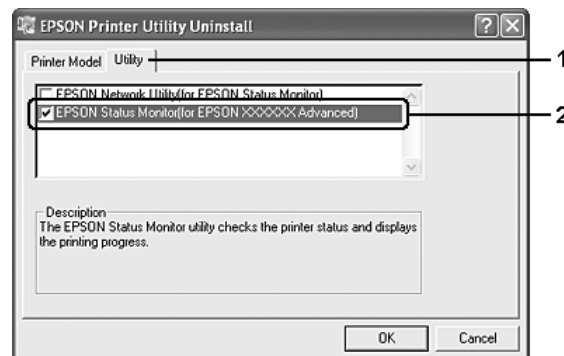 EPSON Printer Utility Uninstall
Printer Model Utility
1
EPSON Network Utility(for EPSON Status Monitor)
EPSON Status Monitor(for EPSON XXXXXX Advanced)
2
Description
The EPSON Status Monitor utility checks the printer status and displays
the printing progress.
OK Cancel